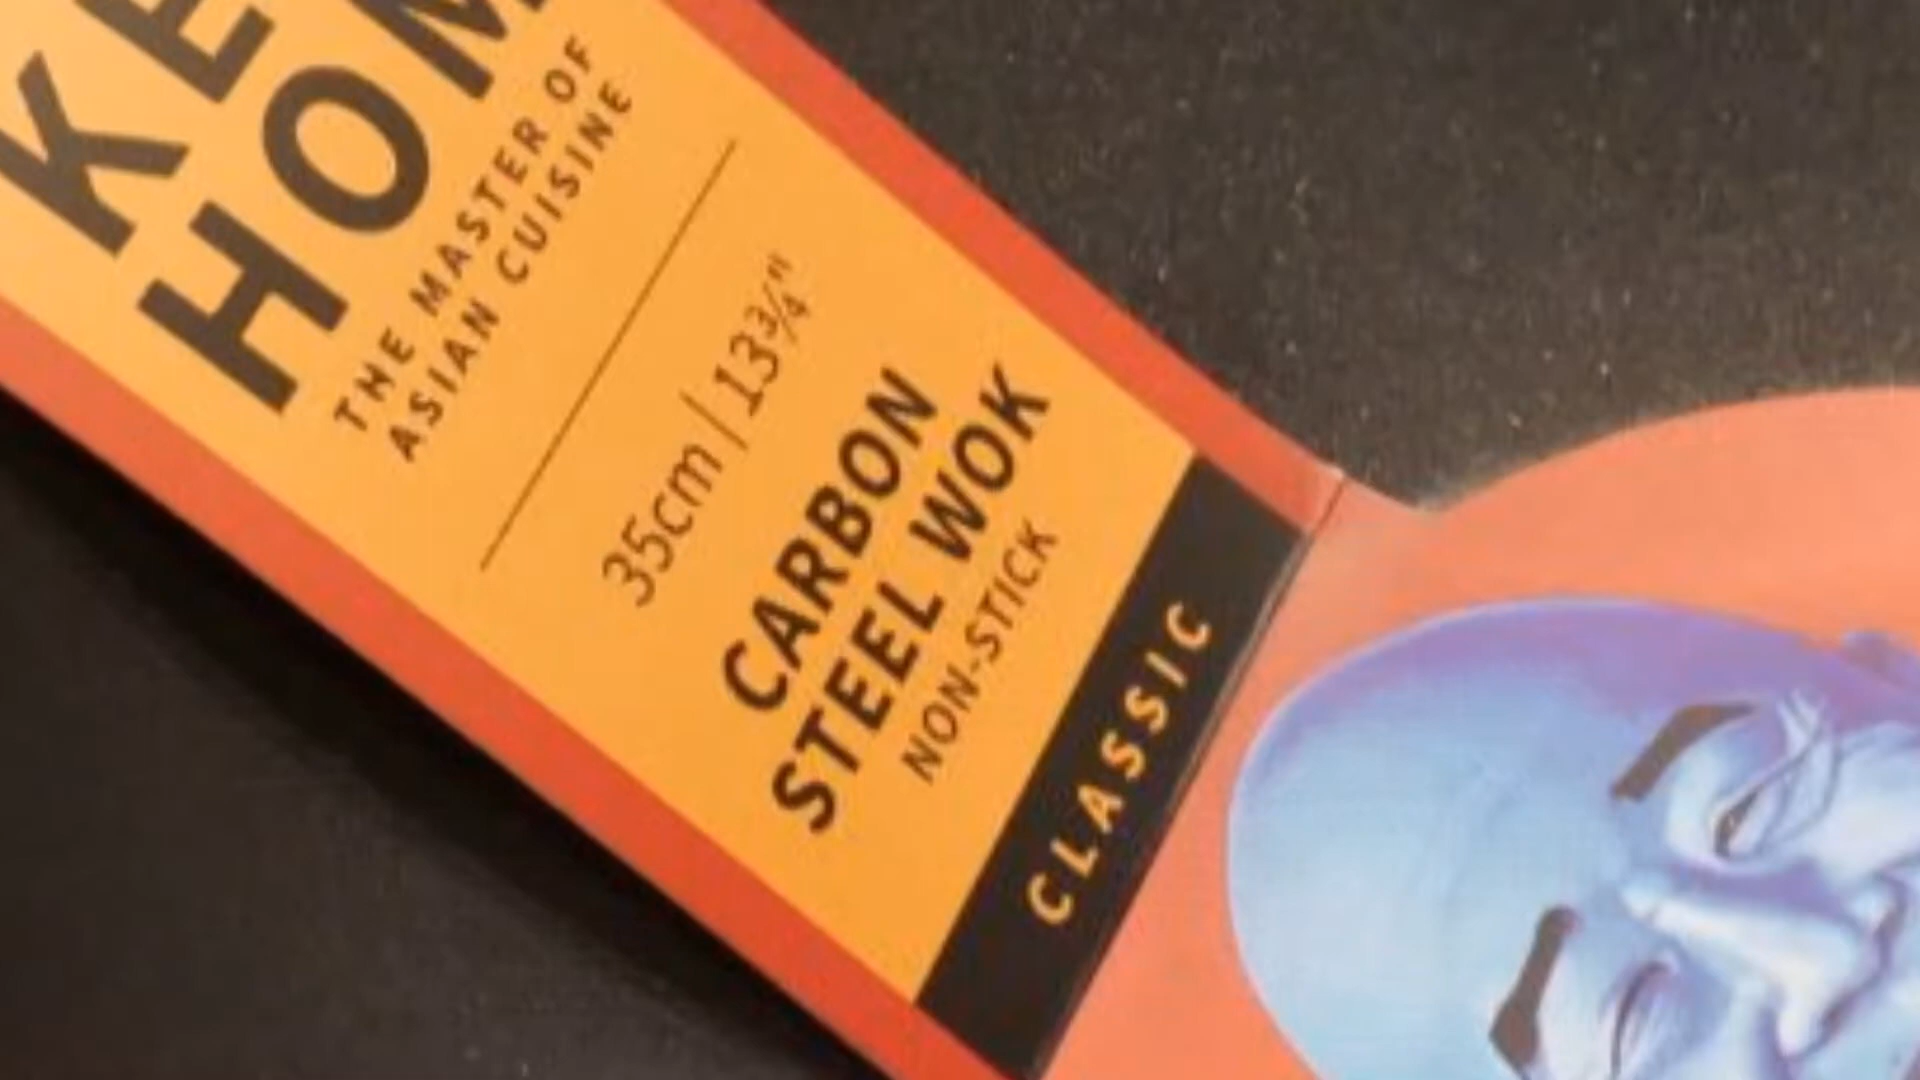 KE
HOM
THE MASTER OF
ASIAN CUISINE
35cm | 13¾"
CARBON
STEEL WOK
NON-STICK
CLASSIC